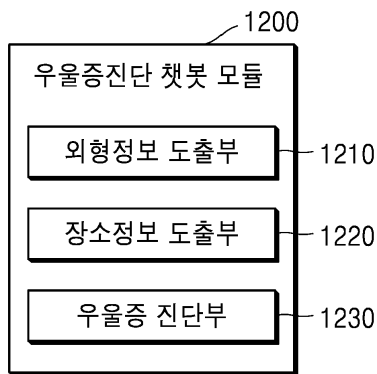 1200
우울증진단 챗봇 모듈
외형정보 도출부 1210
장소정보 도출부 1220
우울증 진단부 1230